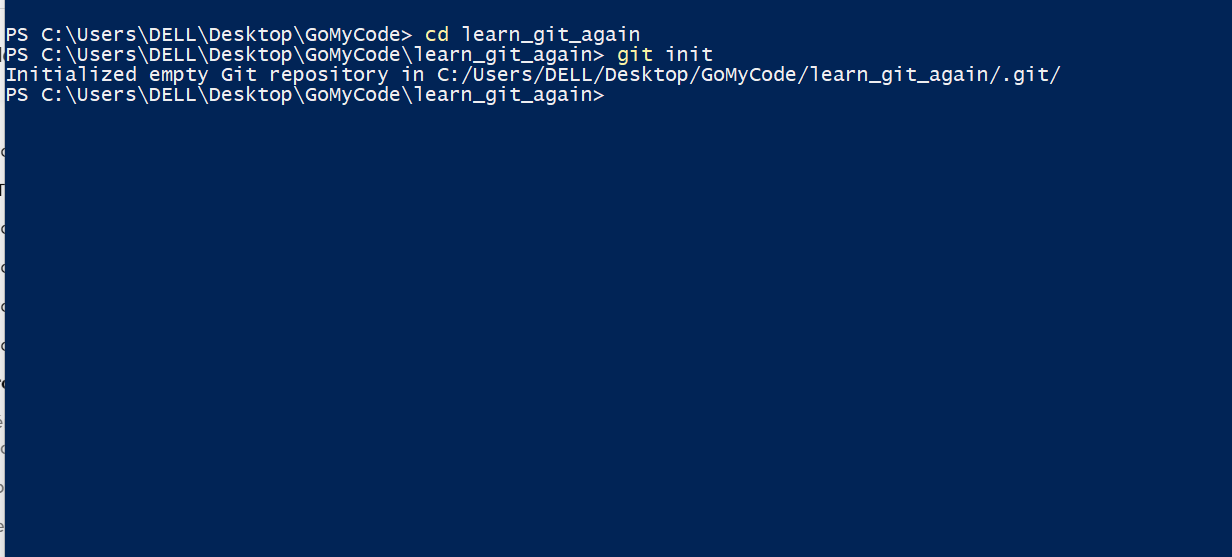 PS C:\Users\DELL\Desktop\GoMyCode> cd learn_git_again
PS C:\Users\DELL\Desktop\GoMyCode\learn_git_again> git init
Initialized empty Git repository in C:/Users/DELL/Desktop/GoMyCode/learn_git_again/.git/
PS C:\Users\DELL\Desktop\GoMyCode\learn_git_again>